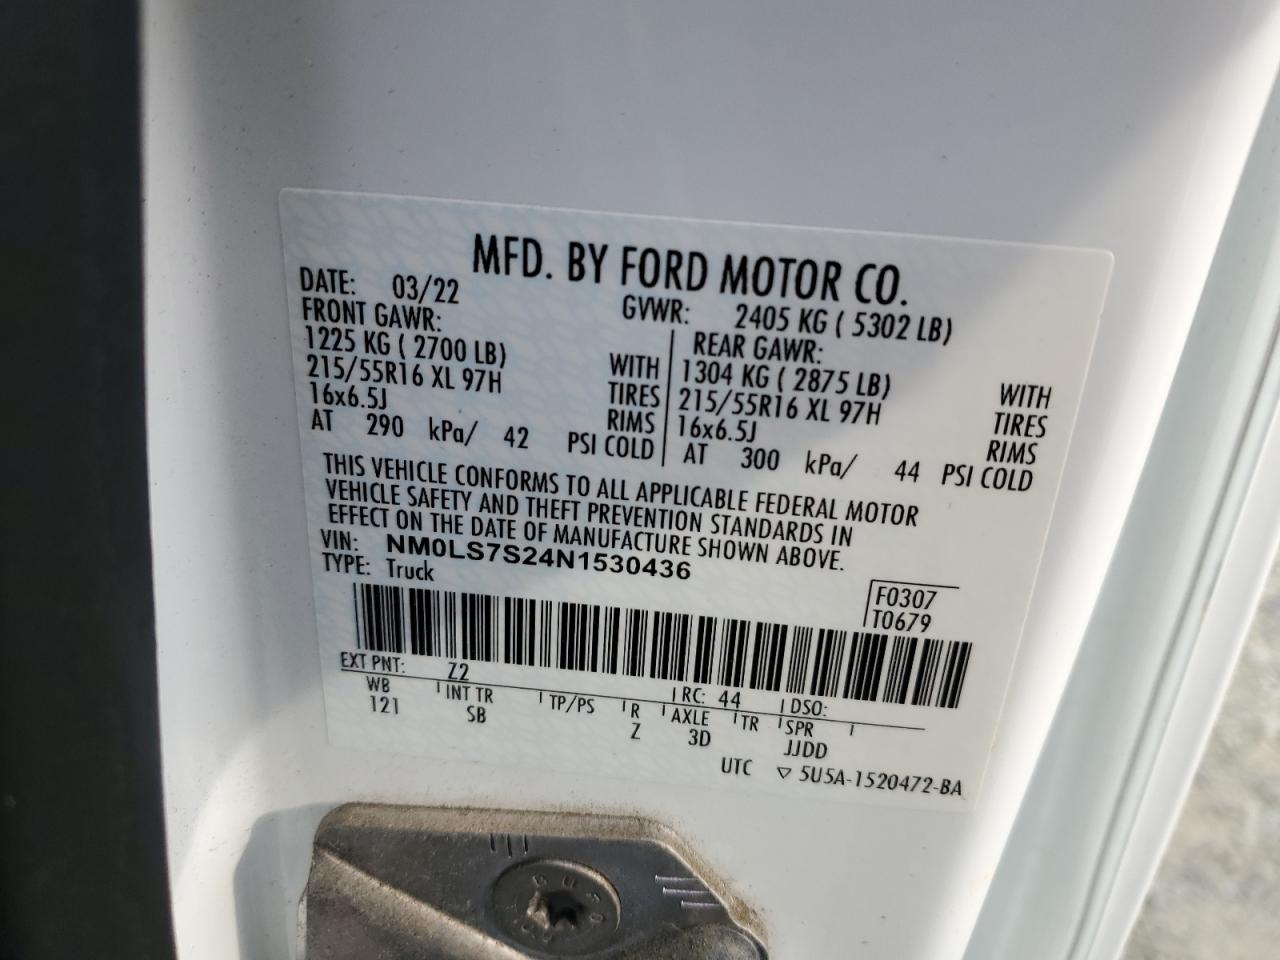 MFD. BY FORD MOTOR CO.
DATE: 03/22 GVWR: 2405 KG ( 5302 LB)
FRONT GAWR: REAR GAWR:
1225 KG ( 2700 LB) WITH 1304 KG ( 2875 LB) WITH
215/55R16 XL 97H TIRES 215/55R16 XL 97H TIRES
16x6.5J RIMS 16x6.5J RIMS
AT 290 kPa/ 42 PSI COLD AT 300 kPa/ 44 PSI COLD
THIS VEHICLE CONFORMS TO ALL APPLICABLE FEDERAL MOTOR
VEHICLE SAFETY AND THEFT PREVENTION STANDARDS IN
EFFECT ON THE DATE OF MANUFACTURE SHOWN ABOVE.
VIN: NM0LS7S24N1530436
TYPE: Truck
F0307
T0679
EXT PNT: Z2 RC: 44 DSO:
WB INT TR TP/PS R AXLE TR SPR
121 SB Z 3D JJDD
UTC ▽ 5U5A-1520472-BA